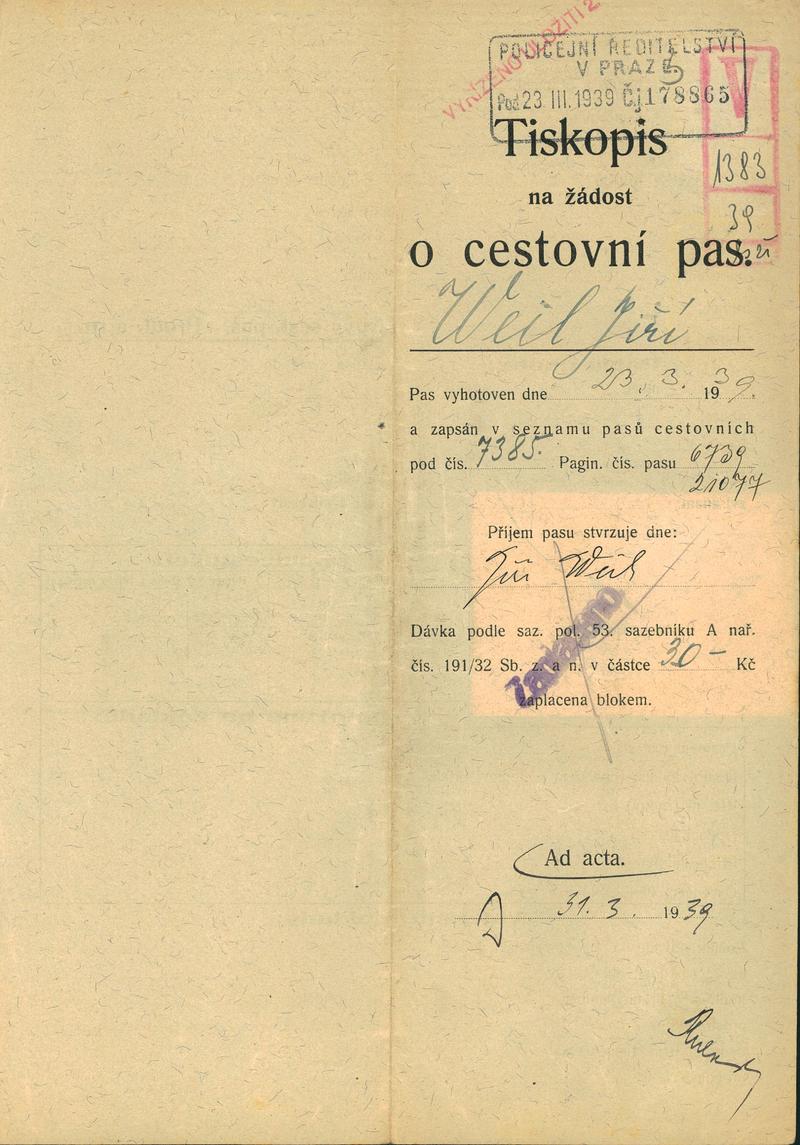 POLICEJNÍ ŘEDITELSTVÍ
V PRAZE
Pod 23. III. 1939 Čj. 178865
V
1383
39
Tiskopis
na žádost
o cestovní pas.
Weil Jiří
Pas vyhotoven dne 23. 3. 1939.
a zapsán v seznamu pasů cestovních
pod čís. 7385. Pagin. čís. pasu 6739
21077
Příjem pasu stvrzuje dne:
Jiří Weil
Dávka podle saz. pol. 53. sazebníku A nař.
čís. 191/32 Sb. z. a n. v částce 30 – Kč
zaplacena blokem.
Zaplaceno
Ad acta.
31. 3. 1939